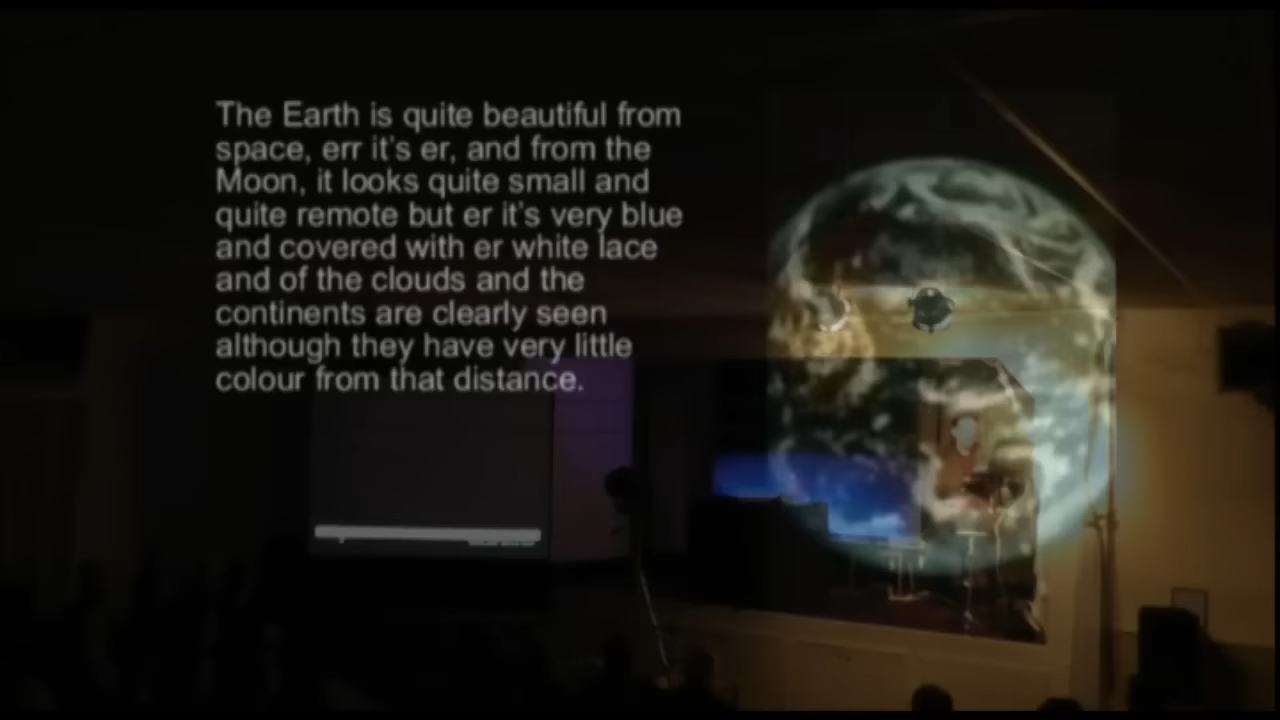 The Earth is quite beautiful from
space, err it's er, and from the
Moon, it looks quite small and
quite remote but er it's very blue
and covered with er white lace
and of the clouds and the
continents are clearly seen
although they have very little
colour from that distance.